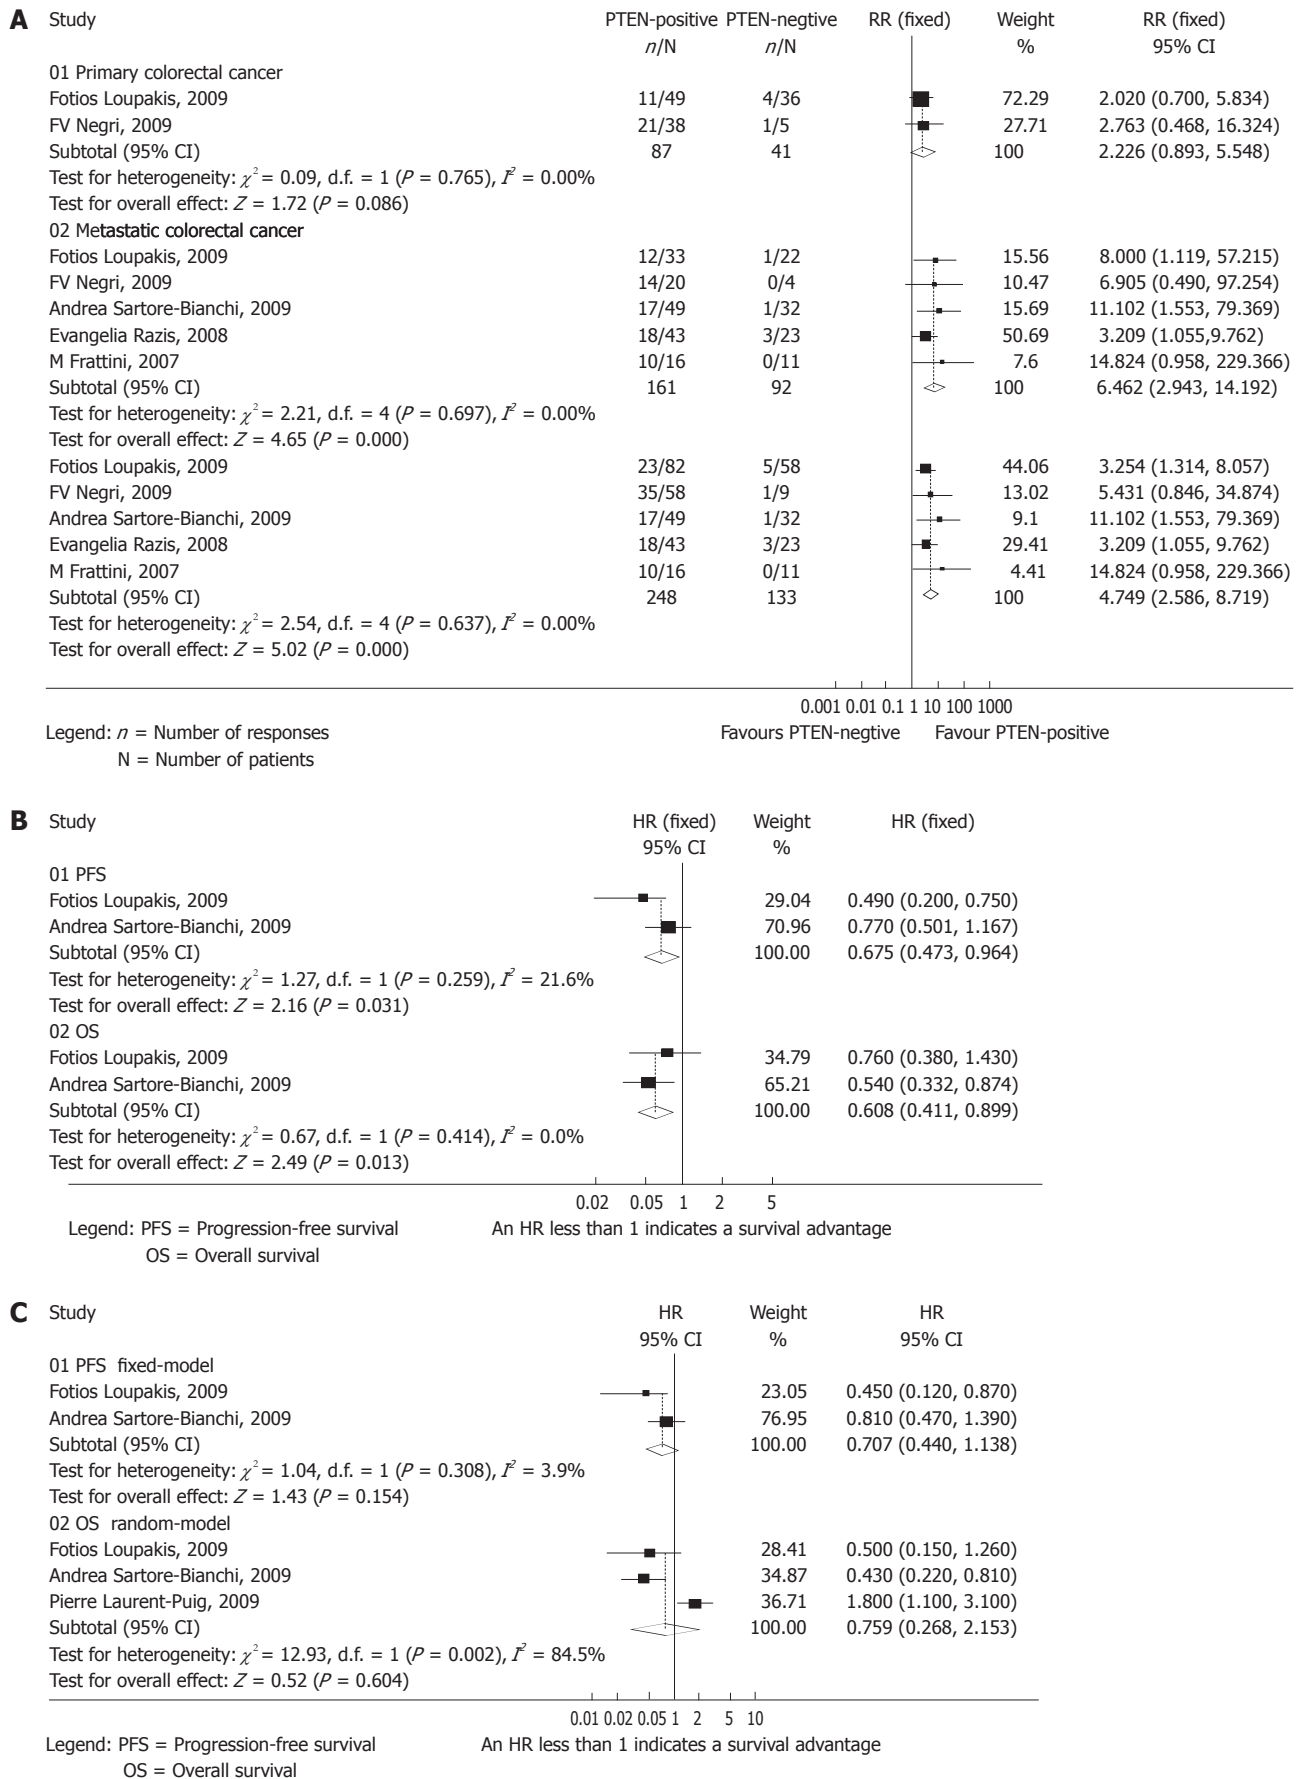 A Study PTEN-positive PTEN-negtive RR (fixed) Weight RR (fixed)
n/N n/N % 95% CI
01 Primary colorectal cancer
Fotios Loupakis, 2009 11/49 4/36 72.29 2.020 (0.700, 5.834)
FV Negri, 2009 21/38 1/5 27.71 2.763 (0.468, 16.324)
Subtotal (95% CI) 87 41 100 2.226 (0.893, 5.548)
Test for heterogeneity: χ² = 0.09, d.f. = 1 (P = 0.765), I² = 0.00%
Test for overall effect: Z = 1.72 (P = 0.086)
02 Metastatic colorectal cancer
Fotios Loupakis, 2009 12/33 1/22 15.56 8.000 (1.119, 57.215)
FV Negri, 2009 14/20 0/4 10.47 6.905 (0.490, 97.254)
Andrea Sartore-Bianchi, 2009 17/49 1/32 15.69 11.102 (1.553, 79.369)
Evangelia Razis, 2008 18/43 3/23 50.69 3.209 (1.055,9.762)
M Frattini, 2007 10/16 0/11 7.6 14.824 (0.958, 229.366)
Subtotal (95% CI) 161 92 100 6.462 (2.943, 14.192)
Test for heterogeneity: χ² = 2.21, d.f. = 4 (P = 0.697), I² = 0.00%
Test for overall effect: Z = 4.65 (P = 0.000)
Fotios Loupakis, 2009 23/82 5/58 44.06 3.254 (1.314, 8.057)
FV Negri, 2009 35/58 1/9 13.02 5.431 (0.846, 34.874)
Andrea Sartore-Bianchi, 2009 17/49 1/32 9.1 11.102 (1.553, 79.369)
Evangelia Razis, 2008 18/43 3/23 29.41 3.209 (1.055, 9.762)
M Frattini, 2007 10/16 0/11 4.41 14.824 (0.958, 229.366)
Subtotal (95% CI) 248 133 100 4.749 (2.586, 8.719)
Test for heterogeneity: χ² = 2.54, d.f. = 4 (P = 0.637), I² = 0.00%
Test for overall effect: Z = 5.02 (P = 0.000)
0.001 0.01 0.1 1 10 100 1000
Legend: n = Number of responses Favours PTEN-negtive Favour PTEN-positive
N = Number of patients
B Study HR (fixed) Weight HR (fixed)
95% CI %
01 PFS
Fotios Loupakis, 2009 29.04 0.490 (0.200, 0.750)
Andrea Sartore-Bianchi, 2009 70.96 0.770 (0.501, 1.167)
Subtotal (95% CI) 100.00 0.675 (0.473, 0.964)
Test for heterogeneity: χ² = 1.27, d.f. = 1 (P = 0.259), I² = 21.6%
Test for overall effect: Z = 2.16 (P = 0.031)
02 OS
Fotios Loupakis, 2009 34.79 0.760 (0.380, 1.430)
Andrea Sartore-Bianchi, 2009 65.21 0.540 (0.332, 0.874)
Subtotal (95% CI) 100.00 0.608 (0.411, 0.899)
Test for heterogeneity: χ² = 0.67, d.f. = 1 (P = 0.414), I² = 0.0%
Test for overall effect: Z = 2.49 (P = 0.013)
0.02 0.05 1 2 5
Legend: PFS = Progression-free survival An HR less than 1 indicates a survival advantage
OS = Overall survival
C Study HR Weight HR
95% CI % 95% CI
01 PFS fixed-model
Fotios Loupakis, 2009 23.05 0.450 (0.120, 0.870)
Andrea Sartore-Bianchi, 2009 76.95 0.810 (0.470, 1.390)
Subtotal (95% CI) 100.00 0.707 (0.440, 1.138)
Test for heterogeneity: χ² = 1.04, d.f. = 1 (P = 0.308), I² = 3.9%
Test for overall effect: Z = 1.43 (P = 0.154)
02 OS random-model
Fotios Loupakis, 2009 28.41 0.500 (0.150, 1.260)
Andrea Sartore-Bianchi, 2009 34.87 0.430 (0.220, 0.810)
Pierre Laurent-Puig, 2009 36.71 1.800 (1.100, 3.100)
Subtotal (95% CI) 100.00 0.759 (0.268, 2.153)
Test for heterogeneity: χ² = 12.93, d.f. = 1 (P = 0.002), I² = 84.5%
Test for overall effect: Z = 0.52 (P = 0.604)
0.01 0.02 0.05 1 2 5 10
Legend: PFS = Progression-free survival An HR less than 1 indicates a survival advantage
OS = Overall survival